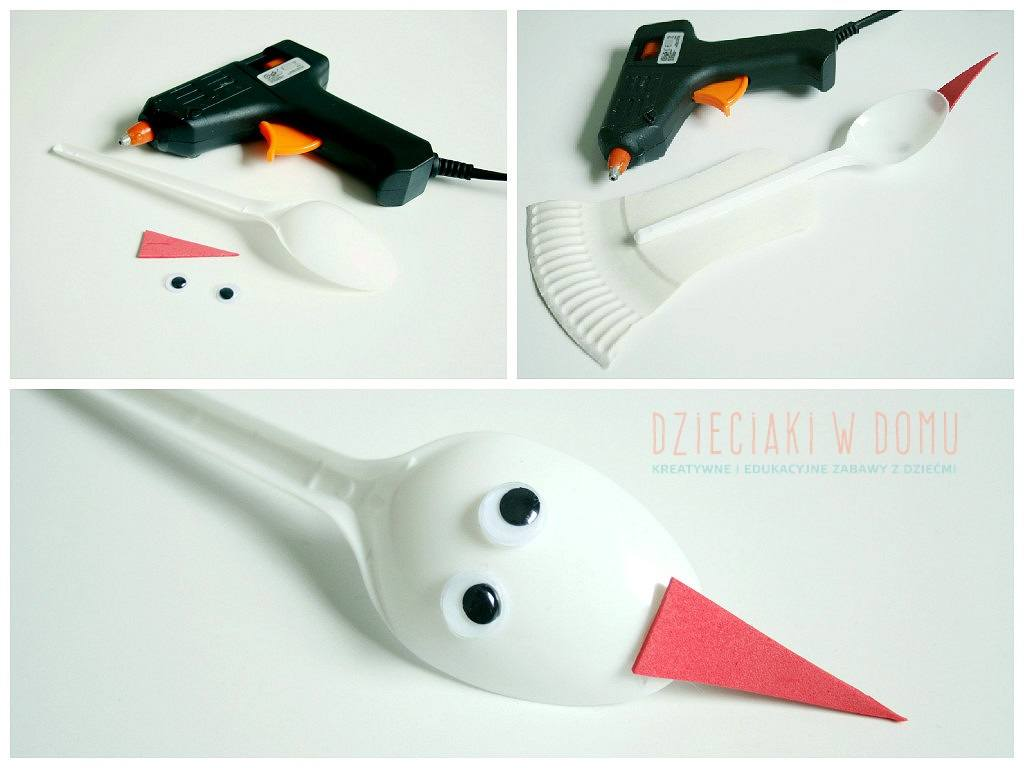 DZIECIAKI W DOMU
KREATYWNE I EDUKACYJNE ZABAWY Z DZIEĆMI